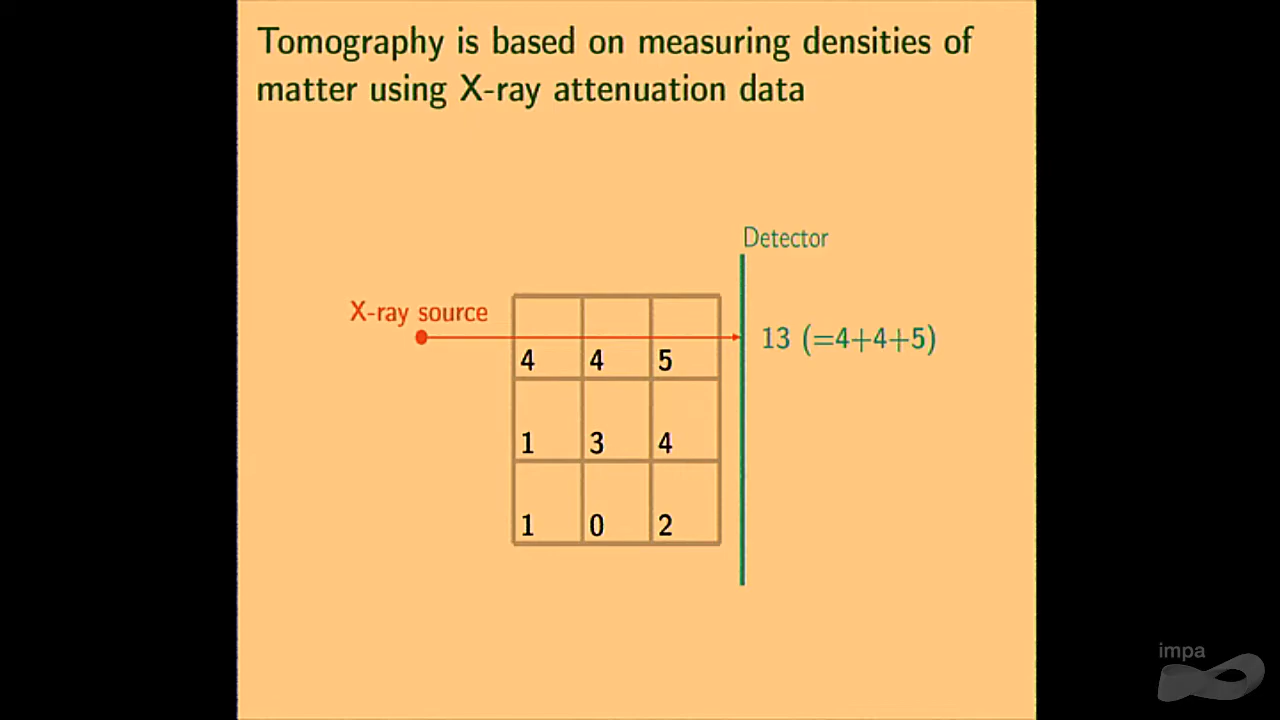 Tomography is based on measuring densities of
matter using X-ray attenuation data
Detector
X-ray source
13 (=4+4+5)
4 4 5
1 3 4
1 0 2
impa